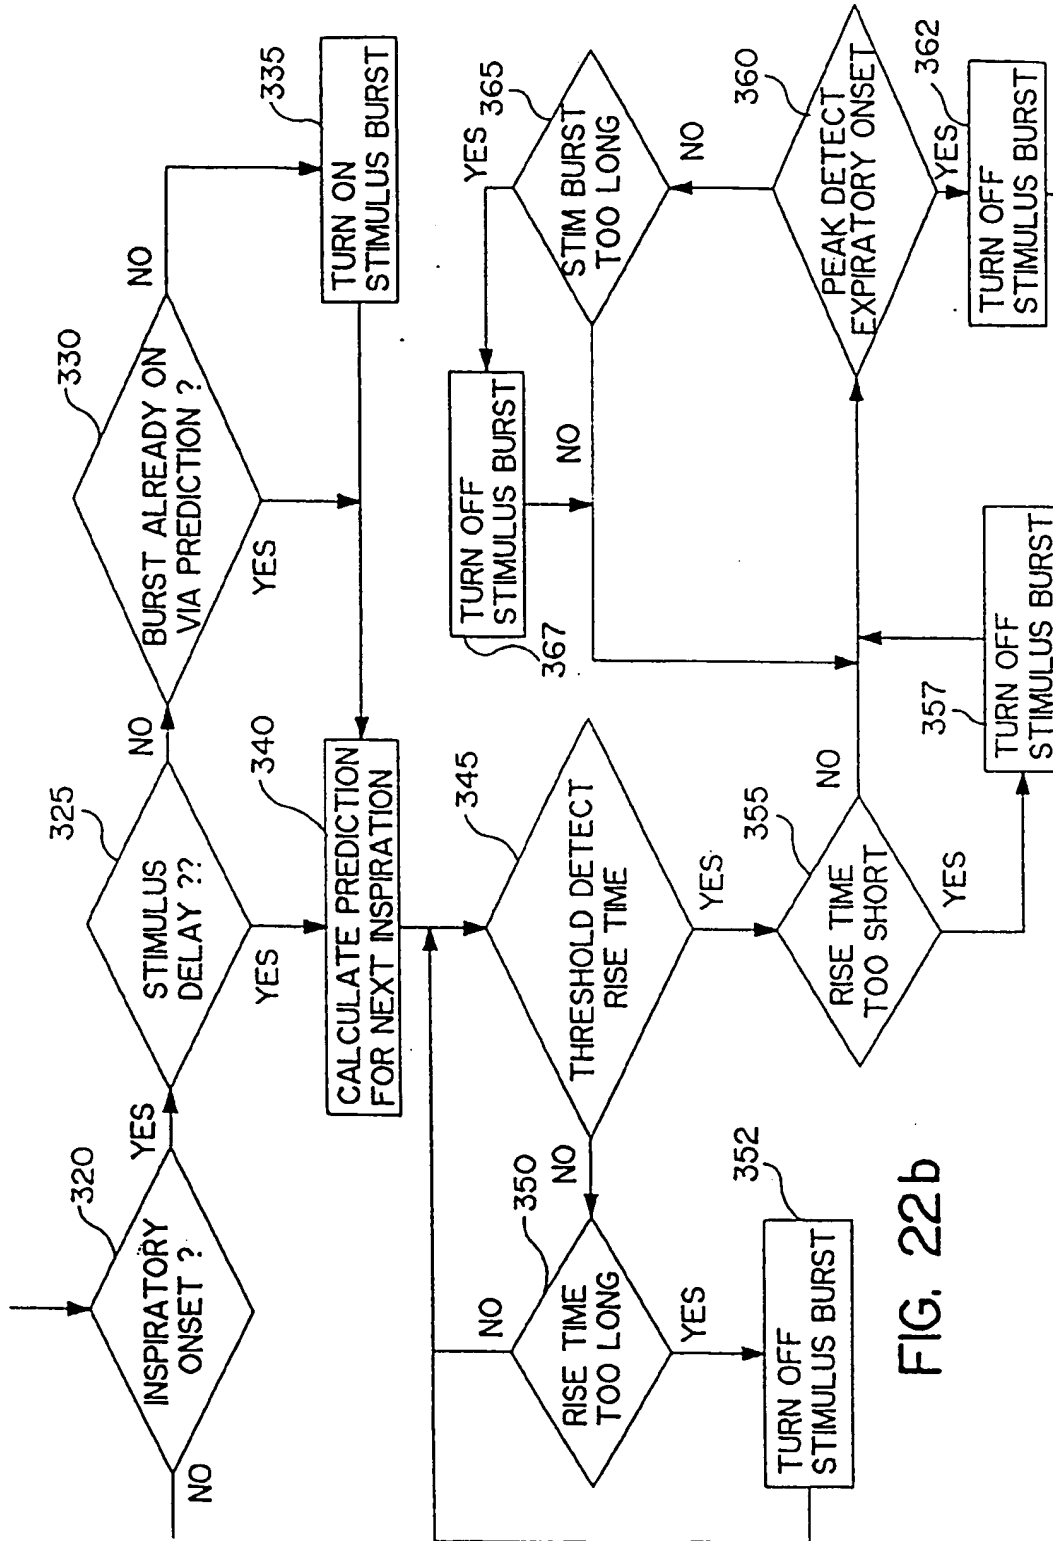 320
INSPIRATORY
ONSET ?
NO
YES
325
STIMULUS
DELAY ??
NO
YES
330
BURST ALREADY ON
VIA PREDICTION ?
NO
YES
335
TURN ON
STIMULUS BURST
340
CALCULATE PREDICTION
FOR NEXT INSPIRATION
345
THRESHOLD DETECT
RISE TIME
NO
YES
350
RISE TIME
TOO LONG
NO
YES
352
TURN OFF
STIMULUS BURST
355
RISE TIME
TOO SHORT
NO
YES
357
TURN OFF
STIMULUS BURST
360
PEAK DETECT
EXPIRATORY ONSET
NO
YES
362
TURN OFF
STIMULUS BURST
365
STIM BURST
TOO LONG
YES
NO
367
TURN OFF
STIMULUS BURST
FIG. 22b